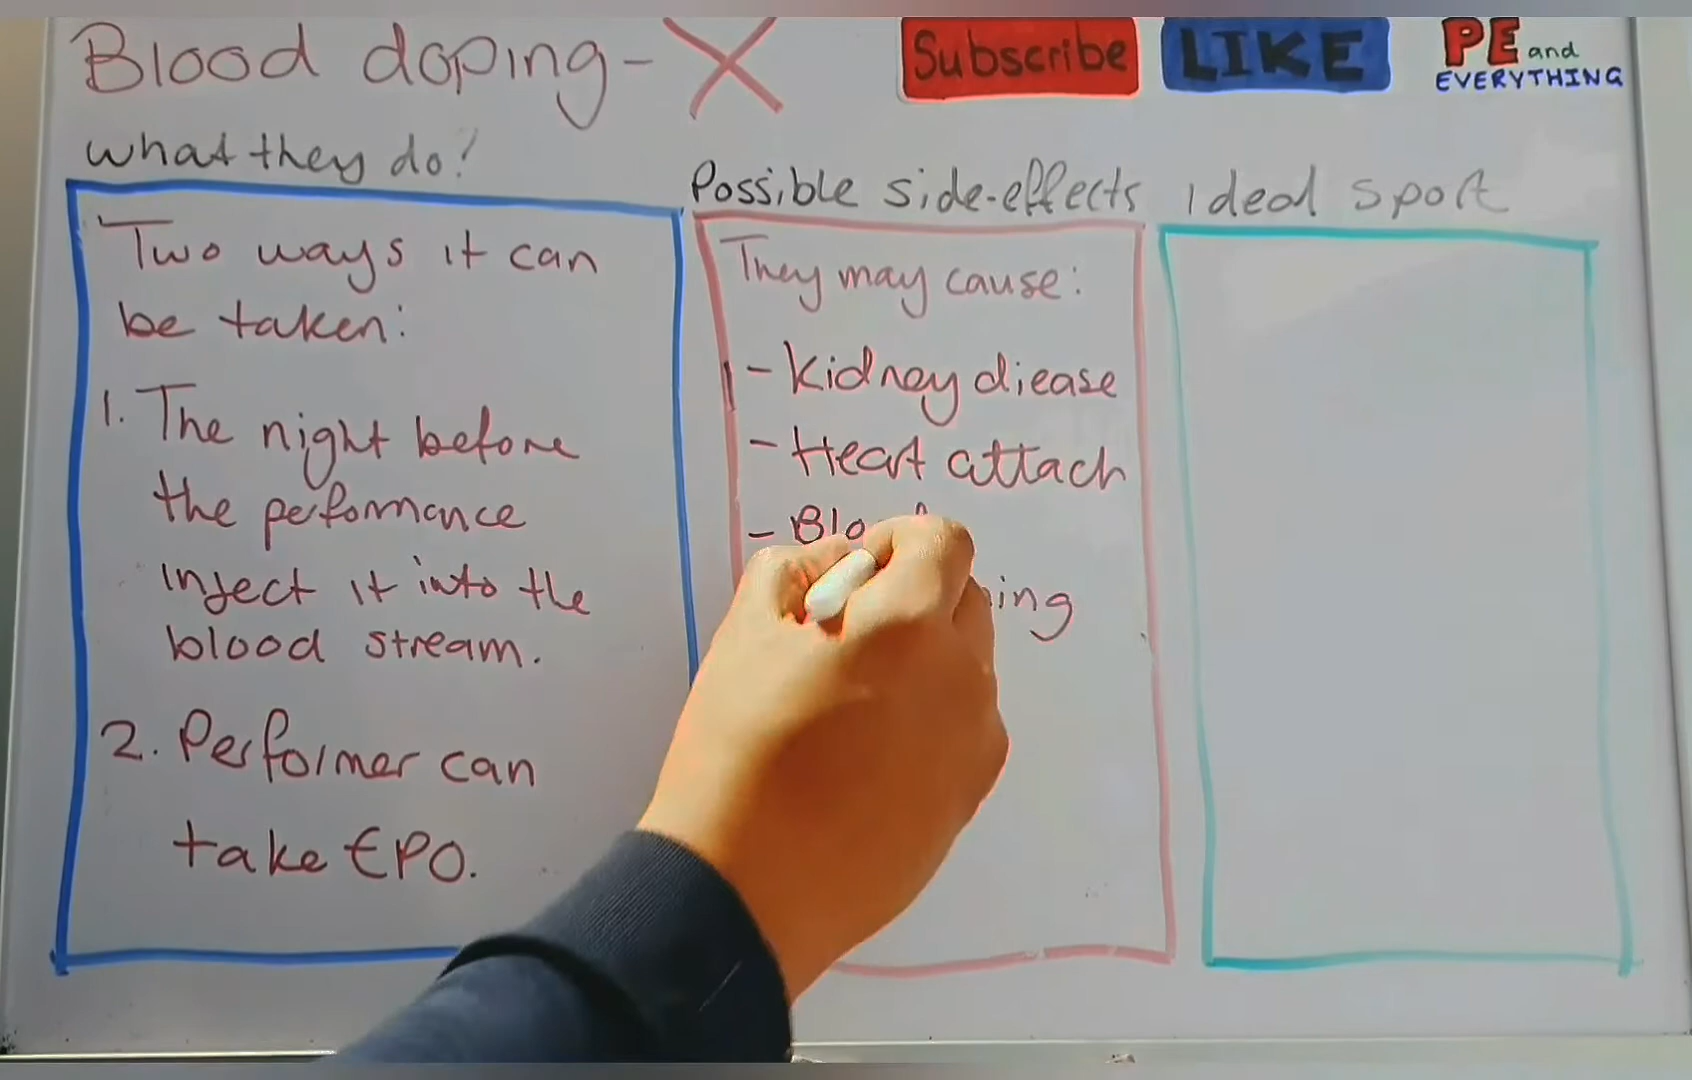 Blood doping - X
Subscribe
LIKE
PE and
EVERYTHING
What they do?
Two ways it can
be taken:
1. The night before
the performance
inject it into the
blood stream.
2. Performer can
take EPO.
Possible side-effects
They may cause:
- Kidney diease
- Heart attach
-
Ideal sport